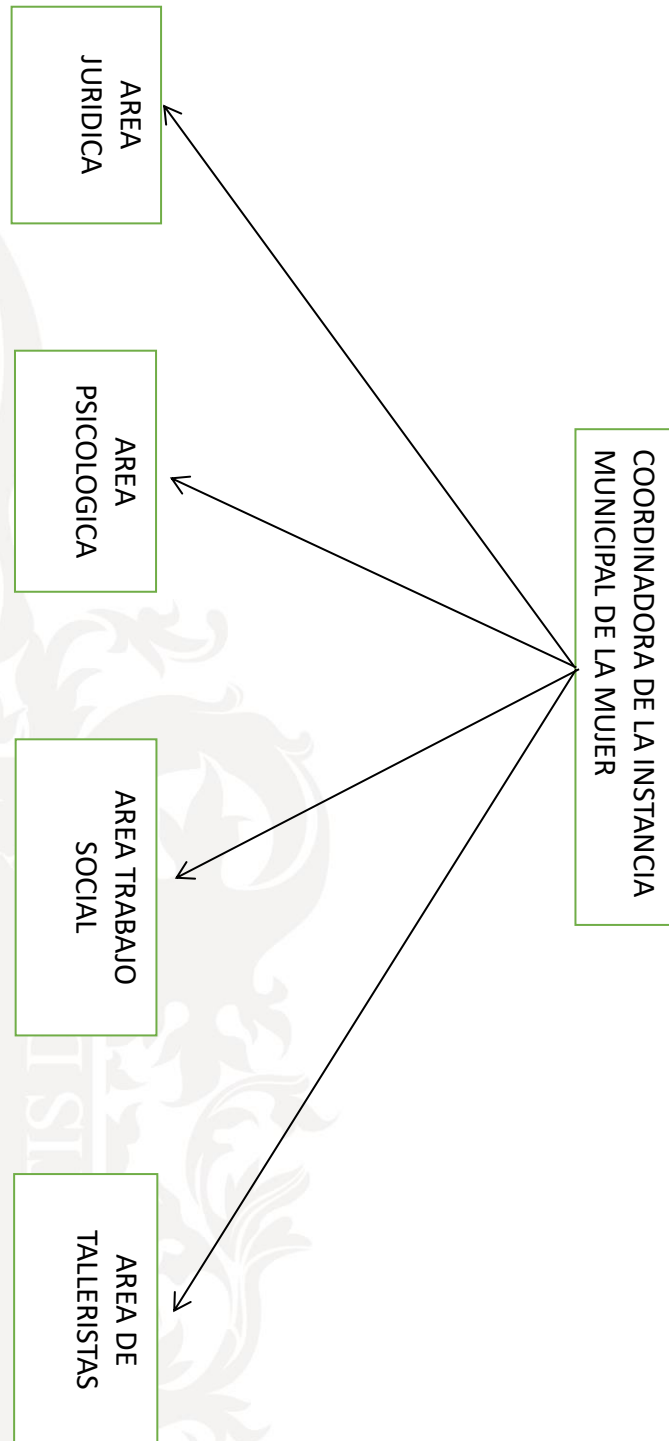 COORDINADORA DE LA INSTANCIA
MUNICIPAL DE LA MUJER
AREA
JURIDICA
AREA
PSICOLOGICA
AREA TRABAJO
SOCIAL
AREA DE
TALLERISTAS